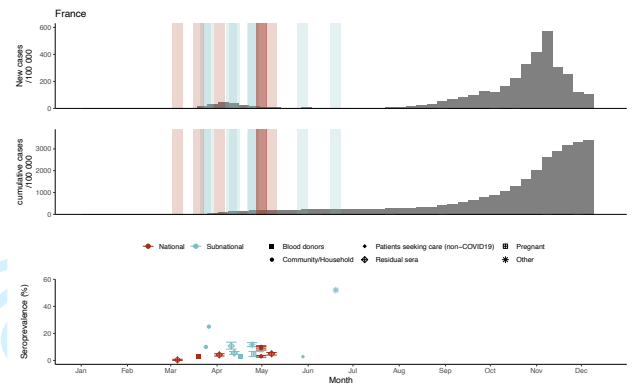 France
New cases
/100 000
600
400
200
0
cumulative cases
/100 000
3000
2000
1000
0
National
Subnational
Blood donors
Patients seeking care (non-COVID19)
Pregnant
Community/Household
Residual sera
Other
Seroprevalence (%)
60
40
20
0
Jan Feb Mar Apr May Jun Jul Aug Sep Oct Nov Dec
Month